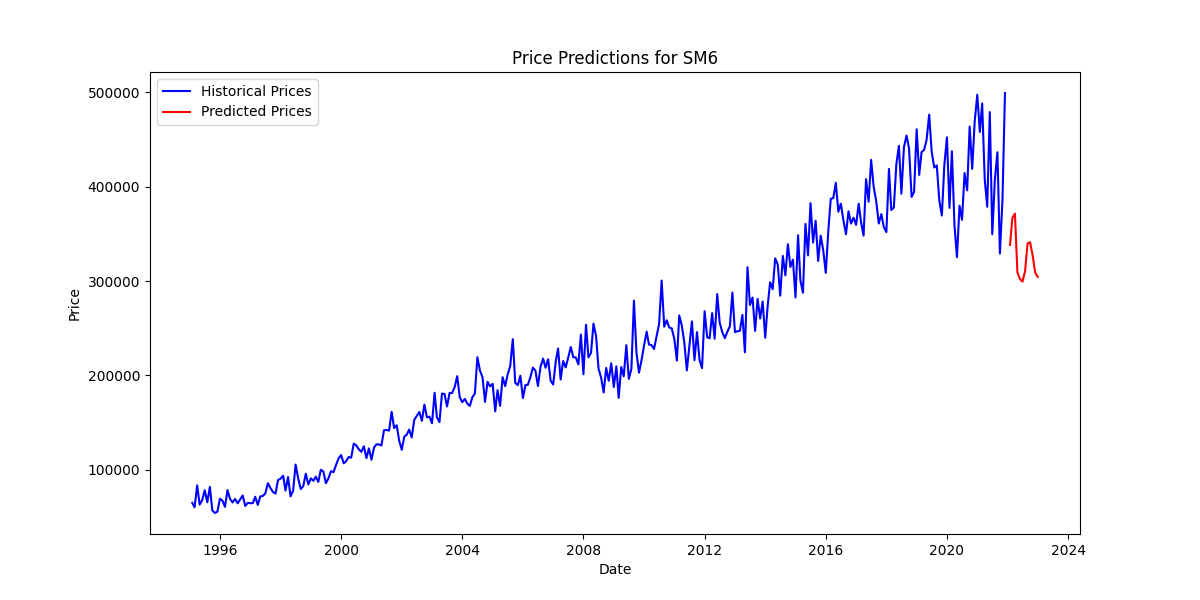 Price Predictions for SM6
Historical Prices
Predicted Prices
500000
400000
300000
200000
100000
Price
1996
2000
2004
2008
2012
2016
2020
2024
Date